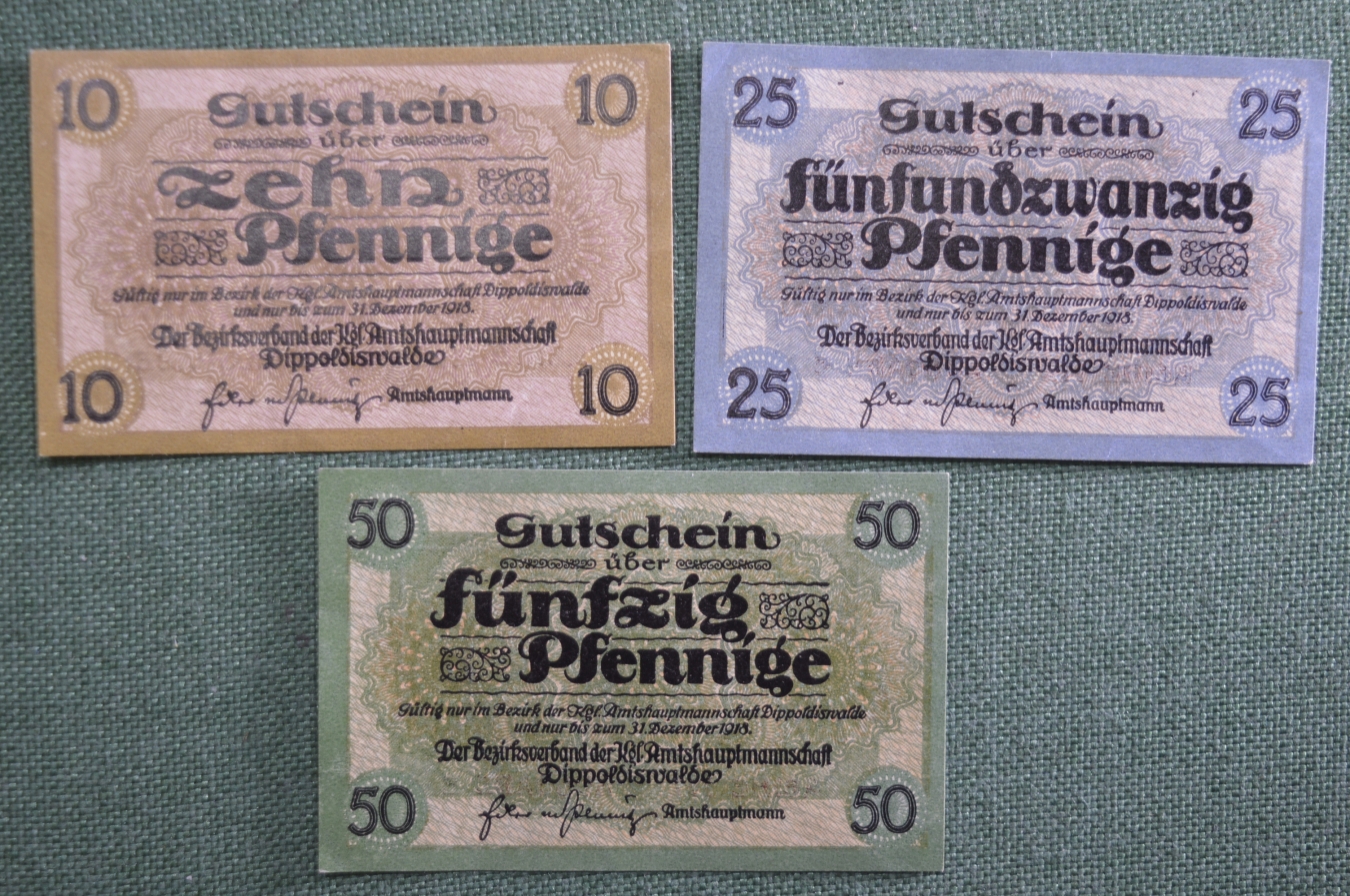 10 10
Gutschein
über
zehn
Pfennige
Gültig nur im Bezirk der Kgl. Amtshauptmannschaft Dippoldiswalde
und nur bis zum 31. Dezember 1918.
Der Bezirksverband der Kgl. Amtshauptmannschaft
Dippoldiswalde
Amtshauptmann
10 10
25 25
Gutschein
über
fünfundzwanzig
Pfennige
Gültig nur im Bezirk der Kgl. Amtshauptmannschaft Dippoldiswalde
und nur bis zum 31. Dezember 1918.
Der Bezirksverband der Kgl. Amtshauptmannschaft
Dippoldiswalde
Amtshauptmann
25 25
50 50
Gutschein
über
fünfzig
Pfennige
Gültig nur im Bezirk der Kgl. Amtshauptmannschaft Dippoldiswalde
und nur bis zum 31. Dezember 1918.
Der Bezirksverband der Kgl. Amtshauptmannschaft
Dippoldiswalde
Amtshauptmann
50 50